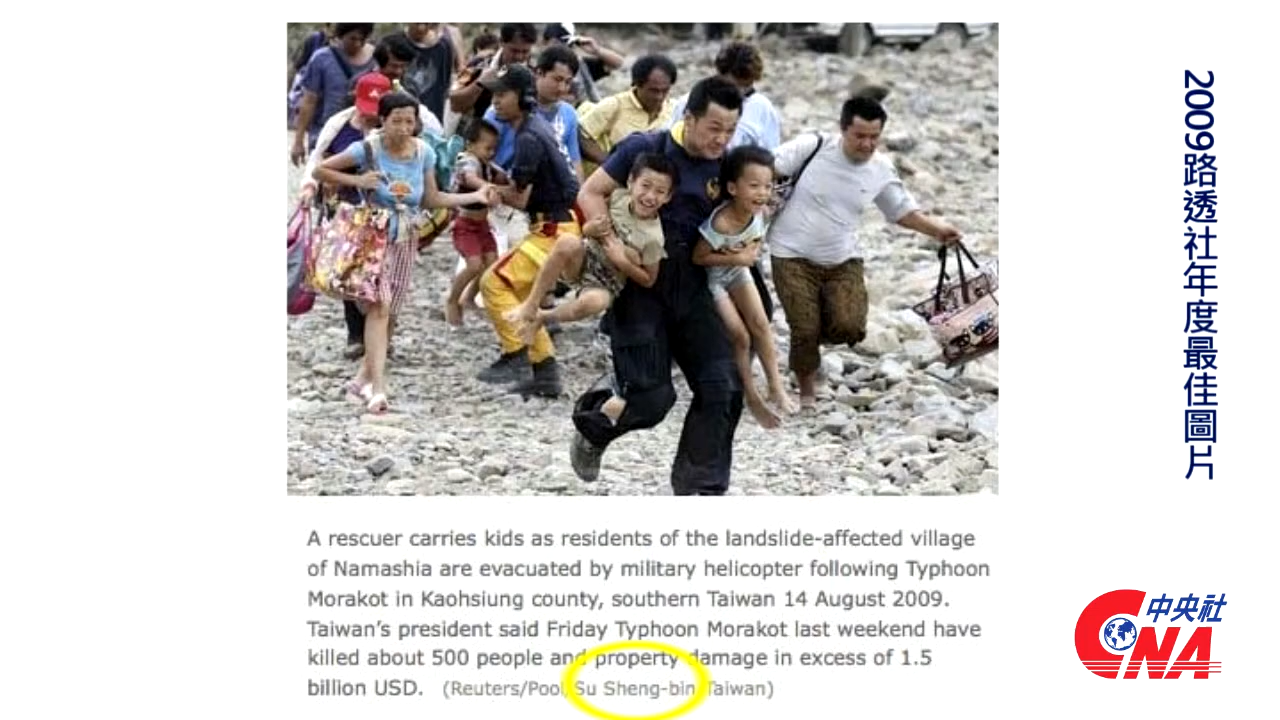 2009路透社年度最佳圖片
A rescuer carries kids as residents of the landslide-affected village
of Namashia are evacuated by military helicopter following Typhoon
Morakot in Kaohsiung county, southern Taiwan 14 August 2009.
Taiwan's president said Friday Typhoon Morakot last weekend have
killed about 500 people and property damage in excess of 1.5
billion USD. (Reuters/Pool/Su Sheng-bin, Taiwan)
中央社
CNA